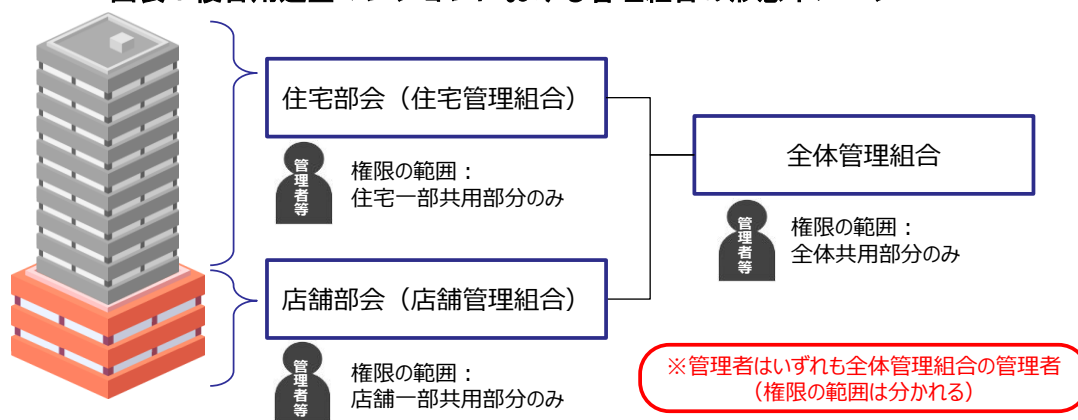 住宅部会（住宅管理組合）
管理者等
権限の範囲：
住宅一部共用部分のみ
全体管理組合
管理者等
権限の範囲：
全体共用部分のみ
店舗部会（店舗管理組合）
管理者等
権限の範囲：
店舗一部共用部分のみ
※管理者はいずれも全体管理組合の管理者
（権限の範囲は分かれる）